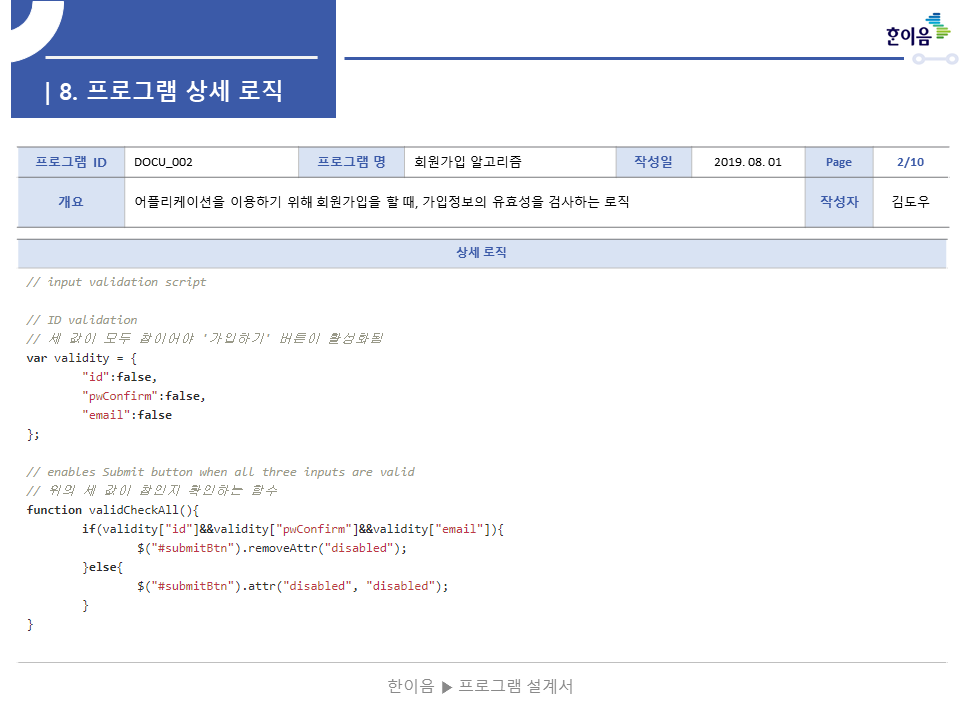 한이음
| 8. 프로그램 상세 로직
프로그램 ID DOCU_002 프로그램 명 회원가입 알고리즘 작성일 2019. 08. 01 Page 2/10
개요 어플리케이션을 이용하기 위해 회원가입을 할 때, 가입정보의 유효성을 검사하는 로직 작성자 김도우
상세 로직
// input validation script
// ID validation
// 세 값이 모두 참이어야 '가입하기' 버튼이 활성화됨
var validity = {
"id":false,
"pwConfirm":false,
"email":false
};
// enables Submit button when all three inputs are valid
// 위의 세 값이 참인지 확인하는 함수
function validCheckAll(){
if(validity["id"]&&validity["pwConfirm"]&&validity["email"]){
$("#submitBtn").removeAttr("disabled");
}else{
$("#submitBtn").attr("disabled", "disabled");
}
}
한이음 ▶ 프로그램 설계서